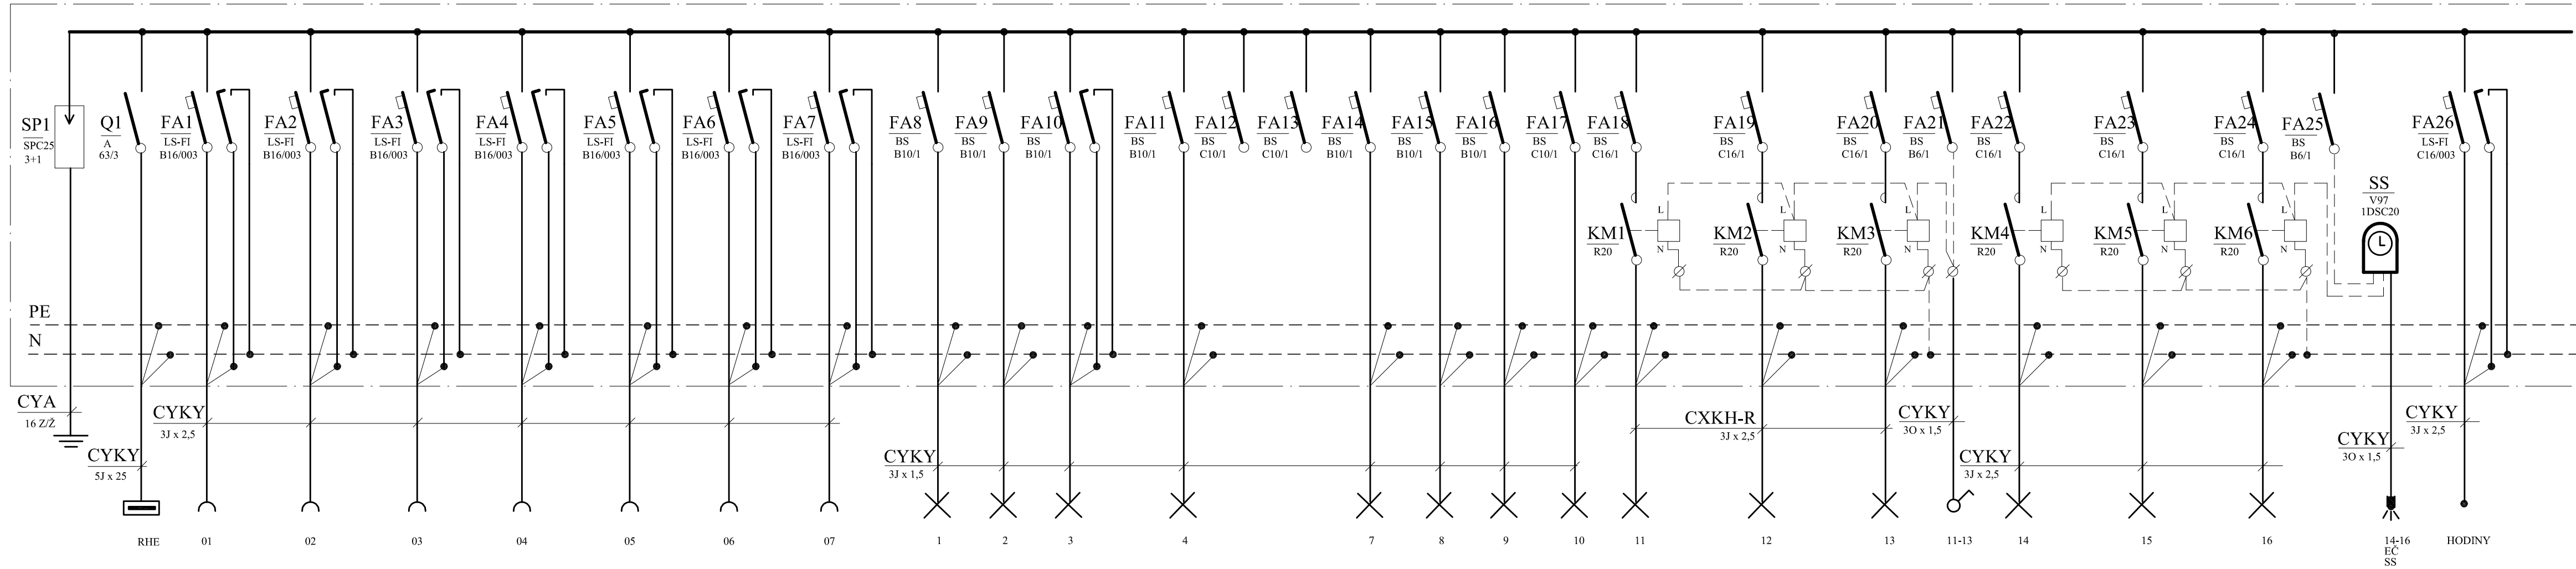 SP1
SPC25
3+1
Q1
A
63/3
FA1
LS-FI
B16/003
FA2
LS-FI
B16/003
FA3
LS-FI
B16/003
FA4
LS-FI
B16/003
FA5
LS-FI
B16/003
FA6
LS-FI
B16/003
FA7
LS-FI
B16/003
FA8
BS
B10/1
FA9
BS
B10/1
FA10
BS
B10/1
FA11
BS
B10/1
FA12
BS
C10/1
FA13
BS
C10/1
FA14
BS
B10/1
FA15
BS
B10/1
FA16
BS
B10/1
FA17
BS
C10/1
FA18
BS
C16/1
FA19
BS
C16/1
FA20
BS
C16/1
FA21
BS
B6/1
FA22
BS
C16/1
FA23
BS
C16/1
FA24
BS
C16/1
FA25
BS
B6/1
FA26
LS-FI
C16/003
SS
V97
1DSC20
KM1
R20
L
N
KM2
R20
L
N
KM3
R20
L
N
KM4
R20
L
N
KM5
R20
L
N
KM6
R20
L
N
PE
N
CYA
16 Z/Ž
CYKY
5J x 25
CYKY
3J x 2,5
CYKY
3J x 1,5
CXKH-R
3J x 2,5
CYKY
3O x 1,5
CYKY
3J x 2,5
CYKY
3O x 1,5
CYKY
3J x 2,5
RHE 01 02 03 04 05 06 07 1 2 3 4 7 8 9 10 11 12 13 11-13 14 15 16 14-16 HODINY
EČ
SS